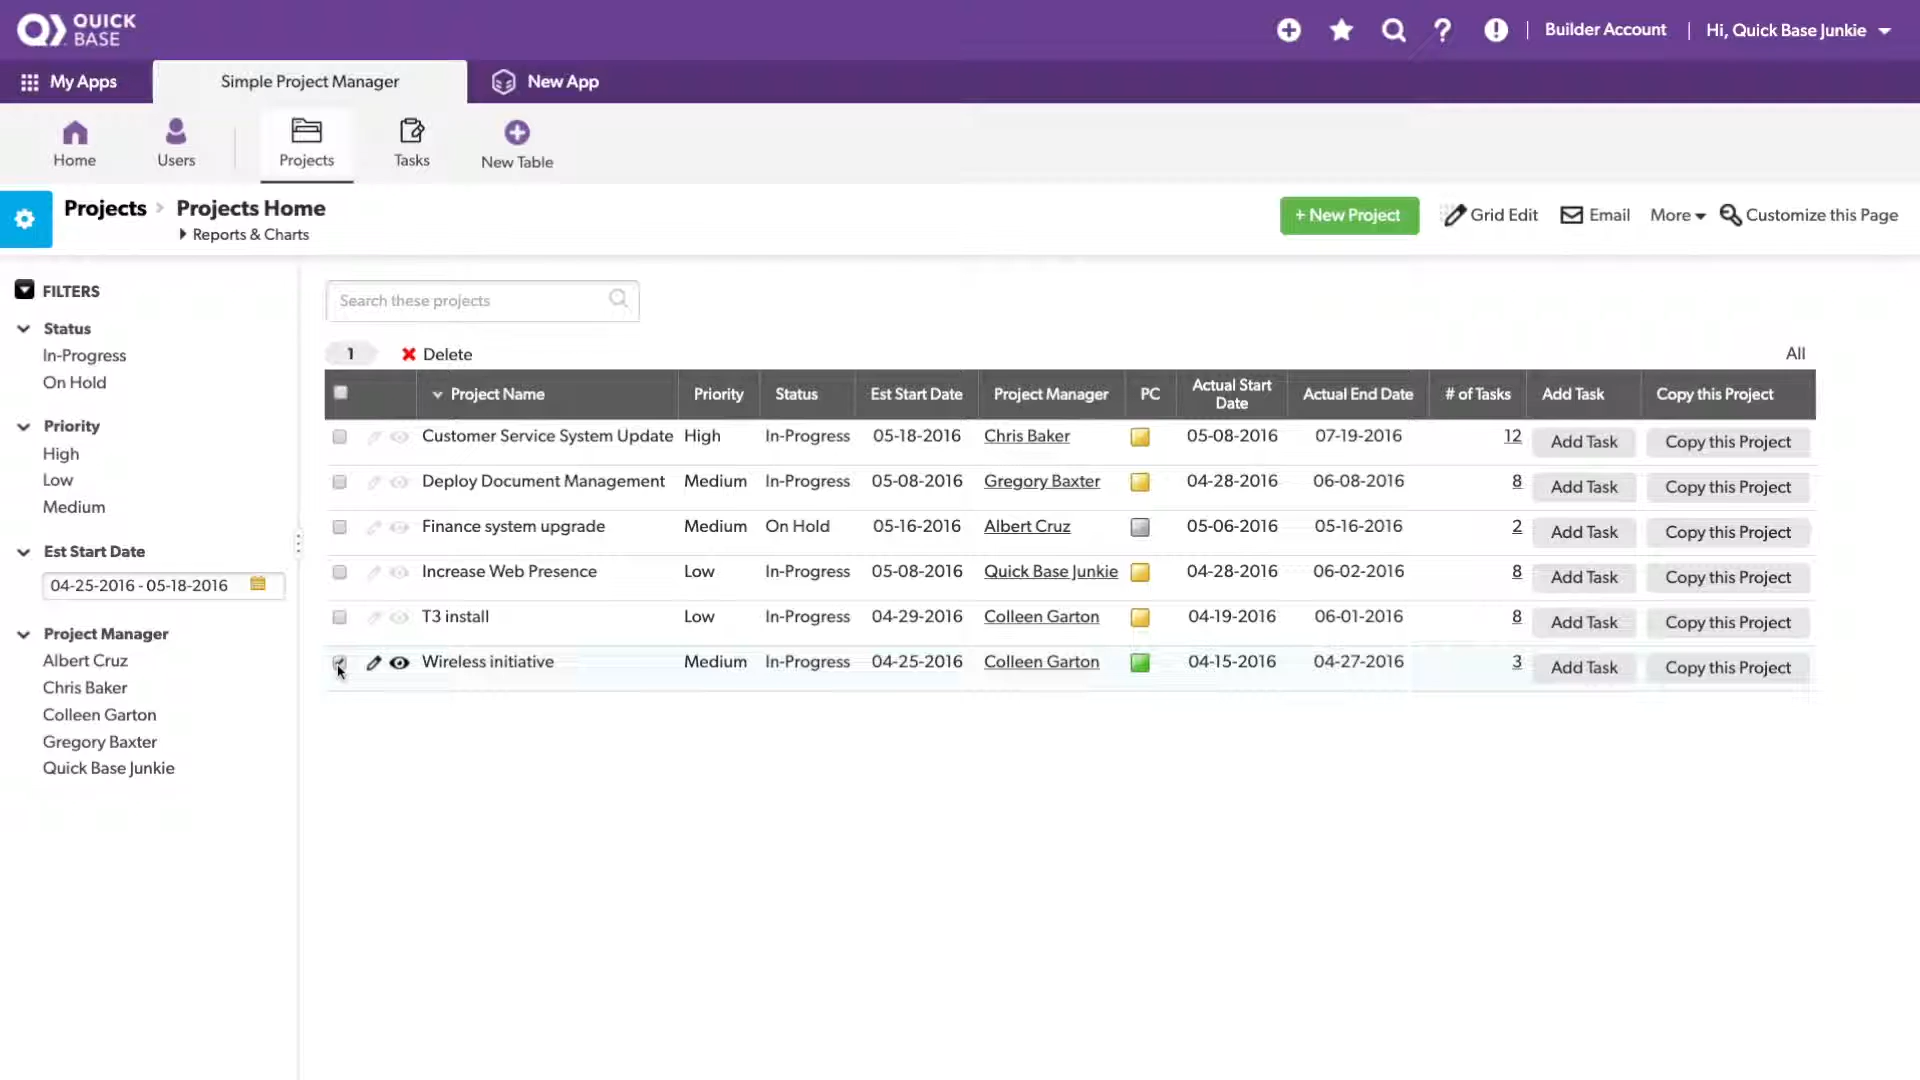 QUICK BASE
Builder Account
Hi, Quick Base Junkie
My Apps
Simple Project Manager
New App
Home
Users
Projects
Tasks
New Table
Projects
Projects Home
Reports & Charts
+ New Project
Grid Edit
Email
More
Customize this Page
FILTERS
Status
In-Progress
On Hold
Priority
High
Low
Medium
Est Start Date
04-25-2016 - 05-18-2016
Project Manager
Albert Cruz
Chris Baker
Colleen Garton
Gregory Baxter
Quick Base Junkie
Search these projects
1 Delete All
Project Name Priority Status Est Start Date Project Manager PC Actual Start Date Actual End Date # of Tasks Add Task Copy this Project
Customer Service System Update High In-Progress 05-18-2016 Chris Baker 05-08-2016 07-19-2016 12 Add Task Copy this Project
Deploy Document Management Medium In-Progress 05-08-2016 Gregory Baxter 04-28-2016 06-08-2016 8 Add Task Copy this Project
Finance system upgrade Medium On Hold 05-16-2016 Albert Cruz 05-06-2016 05-16-2016 2 Add Task Copy this Project
Increase Web Presence Low In-Progress 05-08-2016 Quick Base Junkie 04-28-2016 06-02-2016 8 Add Task Copy this Project
T3 install Low In-Progress 04-29-2016 Colleen Garton 04-19-2016 06-01-2016 8 Add Task Copy this Project
Wireless initiative Medium In-Progress 04-25-2016 Colleen Garton 04-15-2016 04-27-2016 3 Add Task Copy this Project